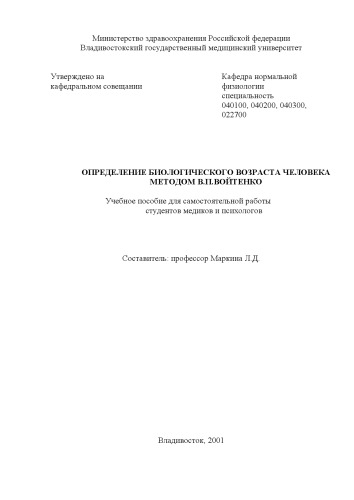 Министерство здравоохранения Российской федерации
Владивостокский государственный медицинский университет
Утверждено на
кафедральном совещании
Кафедра нормальной
физиологии
специальность
040100, 040200, 040300,
022700
ОПРЕДЕЛЕНИЕ БИОЛОГИЧЕСКОГО ВОЗРАСТА ЧЕЛОВЕКА
МЕТОДОМ В.П.ВОЙТЕНКО
Учебное пособие для самостоятельной работы
студентов медиков и психологов
Составитель: профессор Маркина Л.Д.
Владивосток, 2001